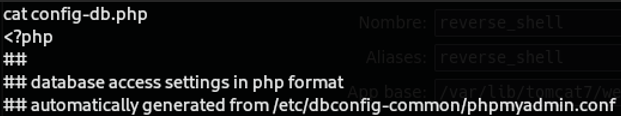 cat config-db.php
<?php
##
## database access settings in php format
## automatically generated from /etc/dbconfig-common/phpmyadmin.conf
Nombre: reverse_shell
Aliases: reverse_shell
App base: /var/lib/tomcat7/we